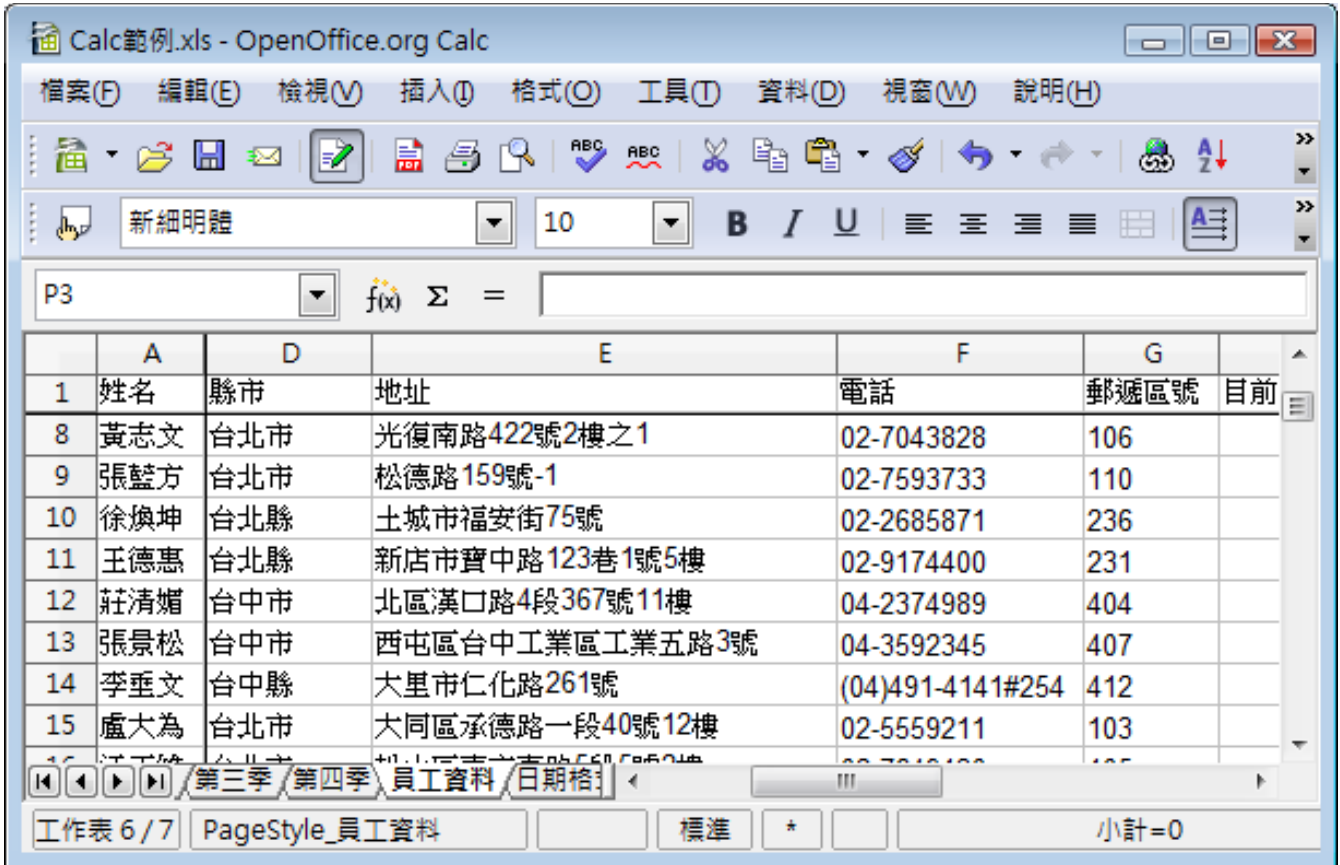 Calc範例.xls - OpenOffice.org Calc
檔案(F) 編輯(E) 檢視(V) 插入(I) 格式(O) 工具(T) 資料(D) 視窗(W) 說明(H)
PDF ABC ABC A Z
新細明體 10 B I U A
P3 f(x) Σ =
A D E F G
1 姓名 縣市 地址 電話 郵遞區號 目前
8 黃志文 台北市 光復南路422號2樓之1 02-7043828 106
9 張藍方 台北市 松德路159號-1 02-7593733 110
10 徐煥坤 台北縣 土城市福安街75號 02-2685871 236
11 王德惠 台北縣 新店市寶中路123巷1號5樓 02-9174400 231
12 莊清媚 台中市 北區漢口路4段367號11樓 04-2374989 404
13 張景松 台中市 西屯區台中工業區工業五路3號 04-3592345 407
14 李垂文 台中縣 大里市仁化路261號 (04)491-4141#254 412
15 盧大為 台北市 大同區承德路一段40號12樓 02-5559211 103
第三季 第四季 員工資料 日期格
工作表 6 / 7 PageStyle_員工資料 標準 * 小計=0